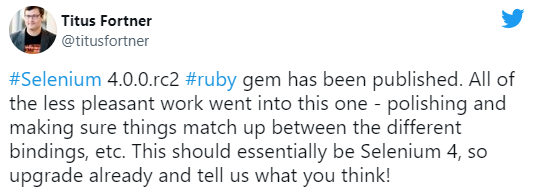 Titus Fortner
@titusfortner
#Selenium 4.0.0.rc2 #ruby gem has been published. All of
the less pleasant work went into this one - polishing and
making sure things match up between the different
bindings, etc. This should essentially be Selenium 4, so
upgrade already and tell us what you think!